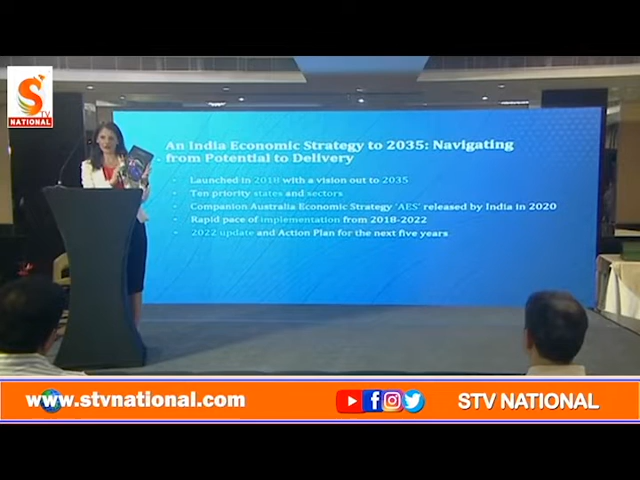 S
TV
NATIONAL
An India Economic Strategy to 2035: Navigating
from Potential to Delivery
• Launched in 2018 with a vision out to 2035
• Ten priority states and sectors
• Companion Australia Economic Strategy ‘AES’ released by India in 2020
• Rapid pace of implementation from 2018-2022
• 2022 update and Action Plan for the next five years
www.stvnational.com
STV NATIONAL